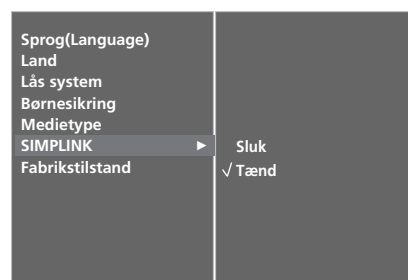 Sprog(Language)
Land
Lås system
Børnesikring
Medietype
SIMPLINK ►
Fabrikstilstand
Sluk
√ Tænd